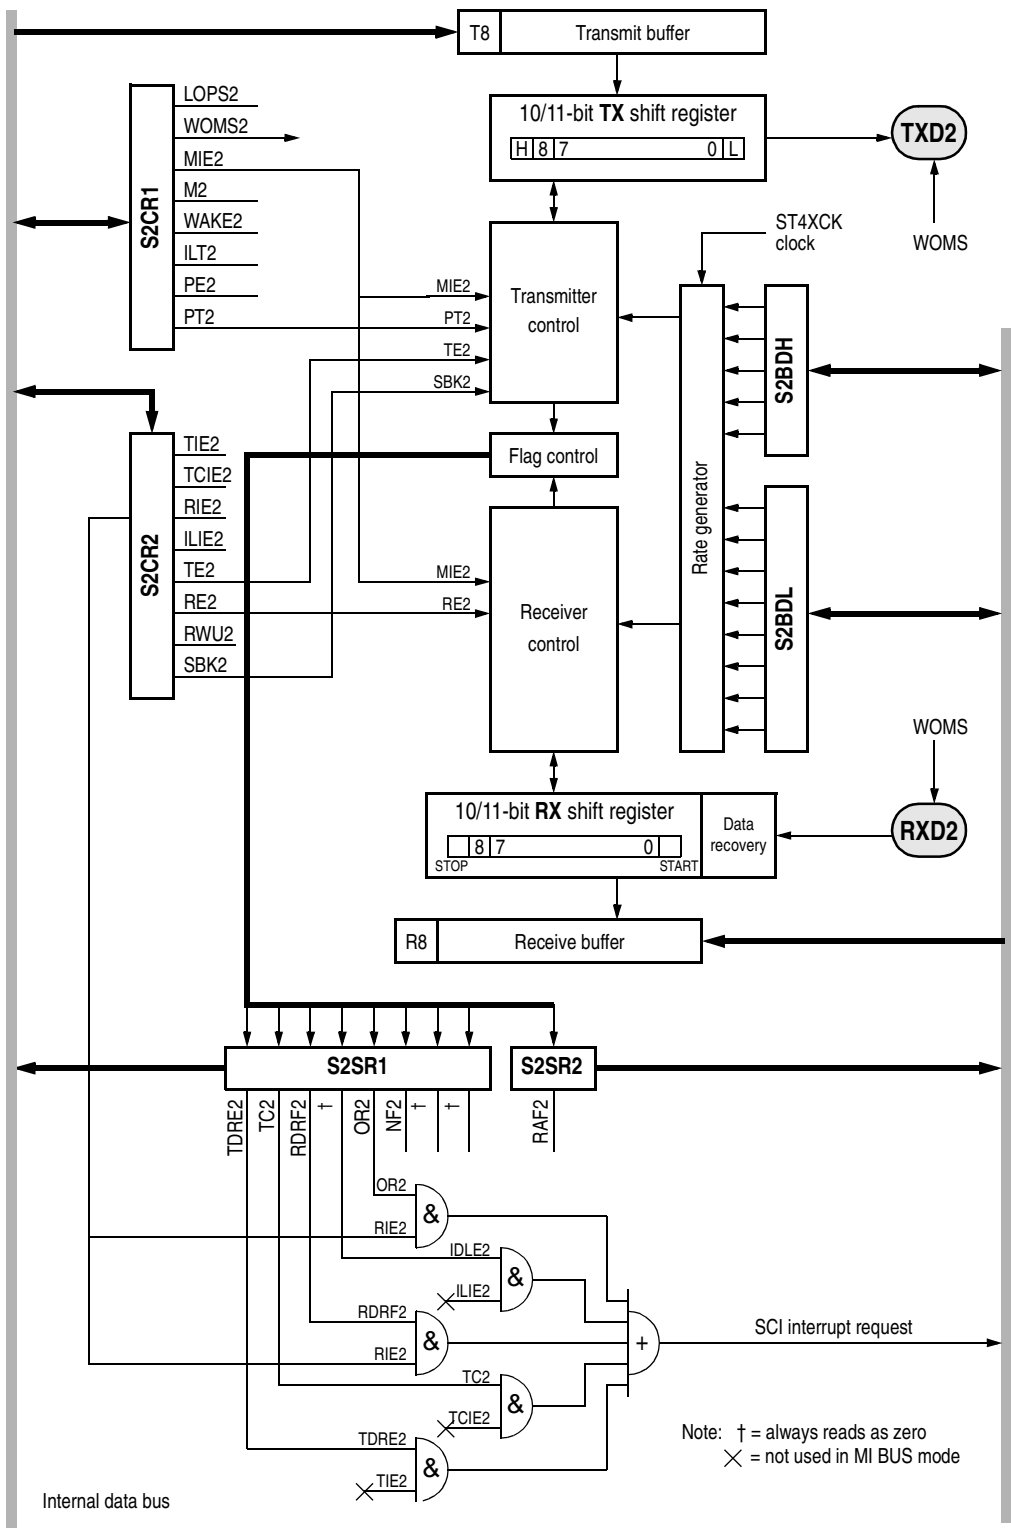 T8 Transmit buffer
10/11-bit TX shift register
H 8 7 0 L
TXD2
WOMS
ST4XCK
clock
S2CR1
LOPS2
WOMS2
MIE2
M2
WAKE2
ILT2
PE2
PT2
MIE2
PT2
TE2
SBK2
Transmitter
control
S2BDH
Flag control
Rate generator
S2CR2
TIE2
TCIE2
RIE2
ILIE2
TE2
RE2
RWU2
SBK2
MIE2
RE2
Receiver
control
S2BDL
WOMS
RXD2
10/11-bit RX shift register
8 7 0
STOP START
Data
recovery
R8 Receive buffer
S2SR1
S2SR2
TDRE2
TC2
RDRF2
†
OR2
NF2
†
†
RAF2
OR2
RIE2
&
IDLE2
ILIE2
&
RDRF2
RIE2
&
TC2
TCIE2
&
TDRE2
TIE2
&
+
SCI interrupt request
Note: † = always reads as zero
= not used in MI BUS mode
Internal data bus